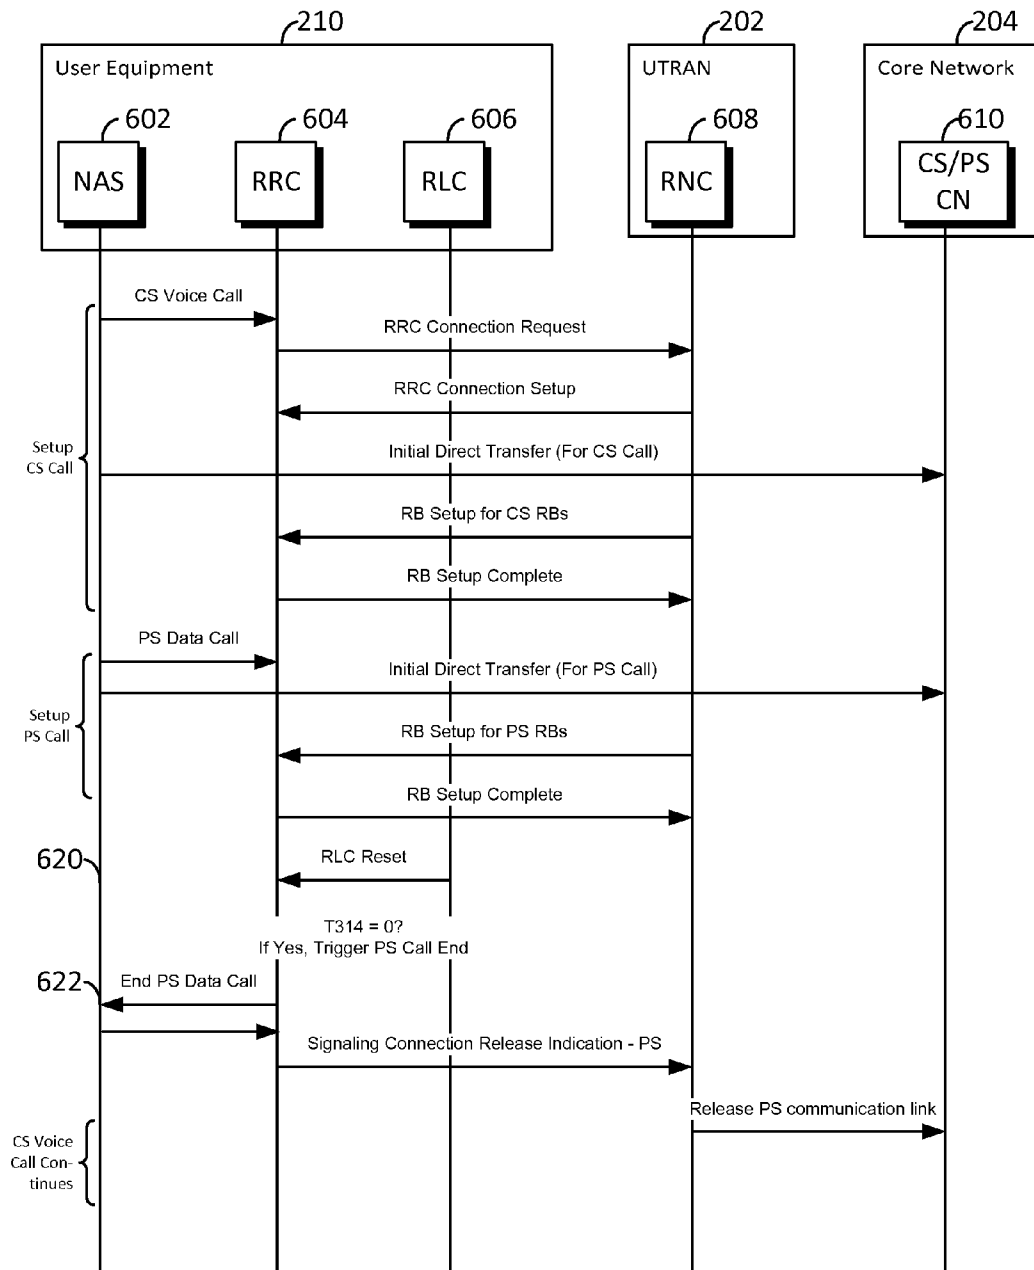 210
202
204
User Equipment
UTRAN
Core Network
602
604
606
608
610
NAS
RRC
RLC
RNC
CS/PS
CN
CS Voice Call
RRC Connection Request
RRC Connection Setup
Setup
CS Call
Initial Direct Transfer (For CS Call)
RB Setup for CS RBs
RB Setup Complete
PS Data Call
Initial Direct Transfer (For PS Call)
Setup
PS Call
RB Setup for PS RBs
RB Setup Complete
620
RLC Reset
T314 = 0?
If Yes, Trigger PS Call End
622
End PS Data Call
Signaling Connection Release Indication - PS
Release PS communication link
CS Voice
Call Con-
tinues